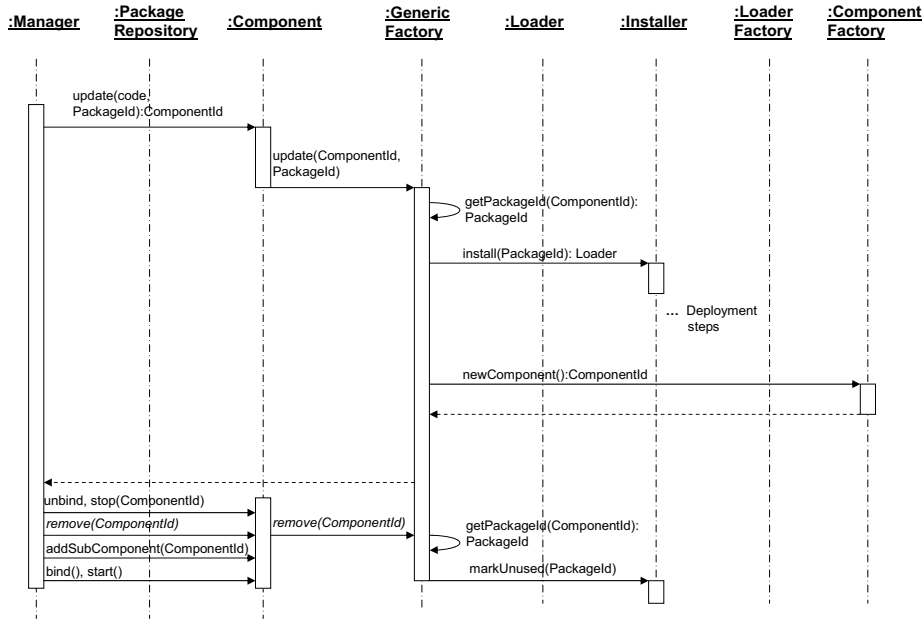 :Manager
:Package
Repository
:Component
:Generic
Factory
:Loader
:Installer
:Loader
Factory
:Component
Factory
update(code,
PackageId):ComponentId
update(ComponentId,
PackageId)
getPackageId(ComponentId):
PackageId
install(PackageId): Loader
... Deployment
steps
newComponent():ComponentId
unbind, stop(ComponentId)
remove(ComponentId)
remove(ComponentId)
getPackageId(ComponentId):
PackageId
addSubComponent(ComponentId)
bind(), start()
markUnused(PackageId)